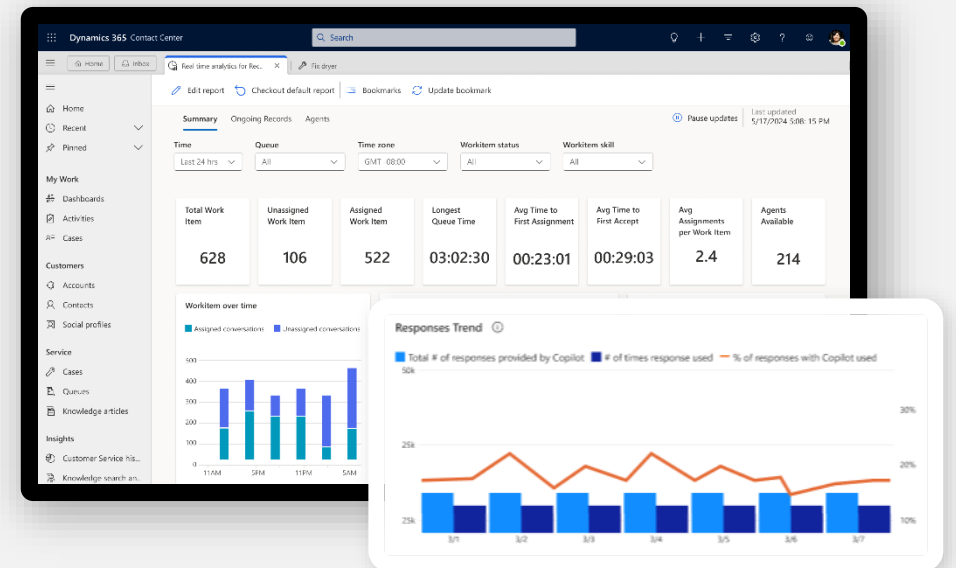 Dynamics 365 Contact Center
Search
Home
Inbox
Real time analytics for Rec..
Fix dryer
Edit report
Checkout default report
Bookmarks
Update bookmark
Home
Recent
Pinned
My Work
Dashboards
Activities
Cases
Customers
Accounts
Contacts
Social profiles
Service
Cases
Queues
Knowledge articles
Insights
Customer Service his...
Knowledge search an...
Summary
Ongoing Records
Agents
Pause updates
Last updated
5/17/2024 5:08: 15 PM
Time
Queue
Time zone
Workitem status
Workitem skill
Last 24 hrs
All
GMT -08:00
All
All
Total Work
Item
628
Unassigned
Work Item
106
Assigned
Work Item
522
Longest
Queue Time
03:02:30
Avg Time to
First Assignment
00:23:01
Avg Time to
First Accept
00:29:03
Avg
Assignments
per Work Item
2.4
Agents
Available
214
Workitem over time
Assigned conversations
Unassigned conversations
500
400
300
200
100
0
11AM
5PM
11PM
5AM
Responses Trend
Total # of responses provided by Copilot
# of times response used
% of responses with Copilot used
50k
25k
25k
30%
20%
10%
3/1
3/2
3/3
3/4
3/5
3/6
3/7